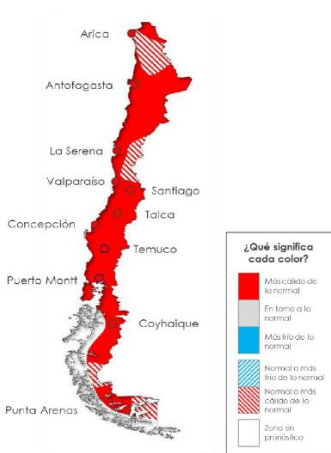 Arica
Antofagasta
La Serena
Valparaíso
Santiago
Talca
Concepción
Temuco
Puerto Montt
Coyhaique
Punta Arenas
¿Qué significa
cada color?
Más cálido de
lo normal
En torno a lo
normal
Más frío de lo
normal
Normal o más
frío de lo normal
Normal o más
cálido de lo
normal
Zona sin
pronóstico